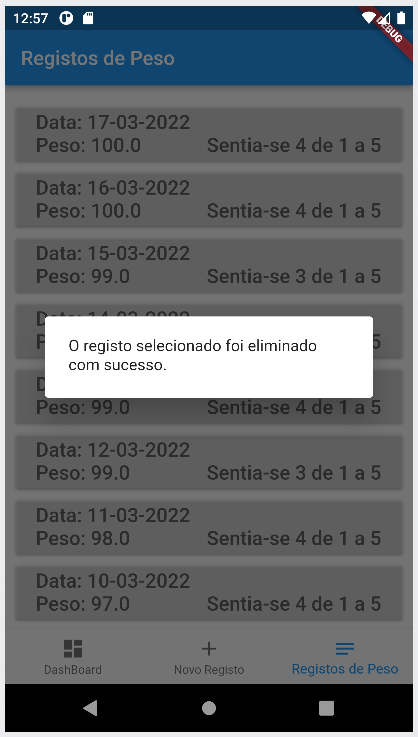 12:57
DEBUG
Registos de Peso
Data: 17-03-2022
Peso: 100.0 Sentia-se 4 de 1 a 5
Data: 16-03-2022
Peso: 100.0 Sentia-se 4 de 1 a 5
Data: 15-03-2022
Peso: 99.0 Sentia-se 3 de 1 a 5
O registo selecionado foi eliminado
com sucesso.
Peso: 99.0 Sentia-se 4 de 1 a 5
Data: 12-03-2022
Peso: 99.0 Sentia-se 3 de 1 a 5
Data: 11-03-2022
Peso: 98.0 Sentia-se 4 de 1 a 5
Data: 10-03-2022
Peso: 97.0 Sentia-se 4 de 1 a 5
DashBoard
Novo Registo
Registos de Peso